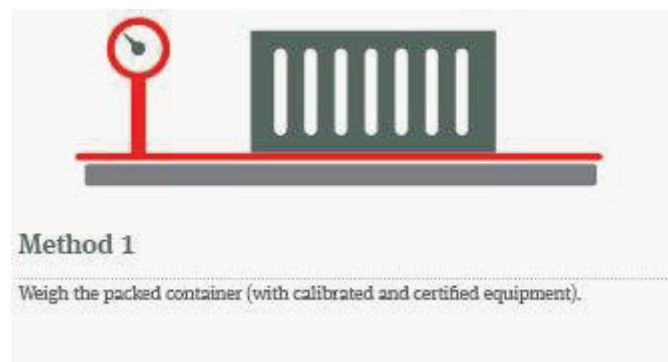 Method 1
Weigh the packed container (with calibrated and certified equipment).